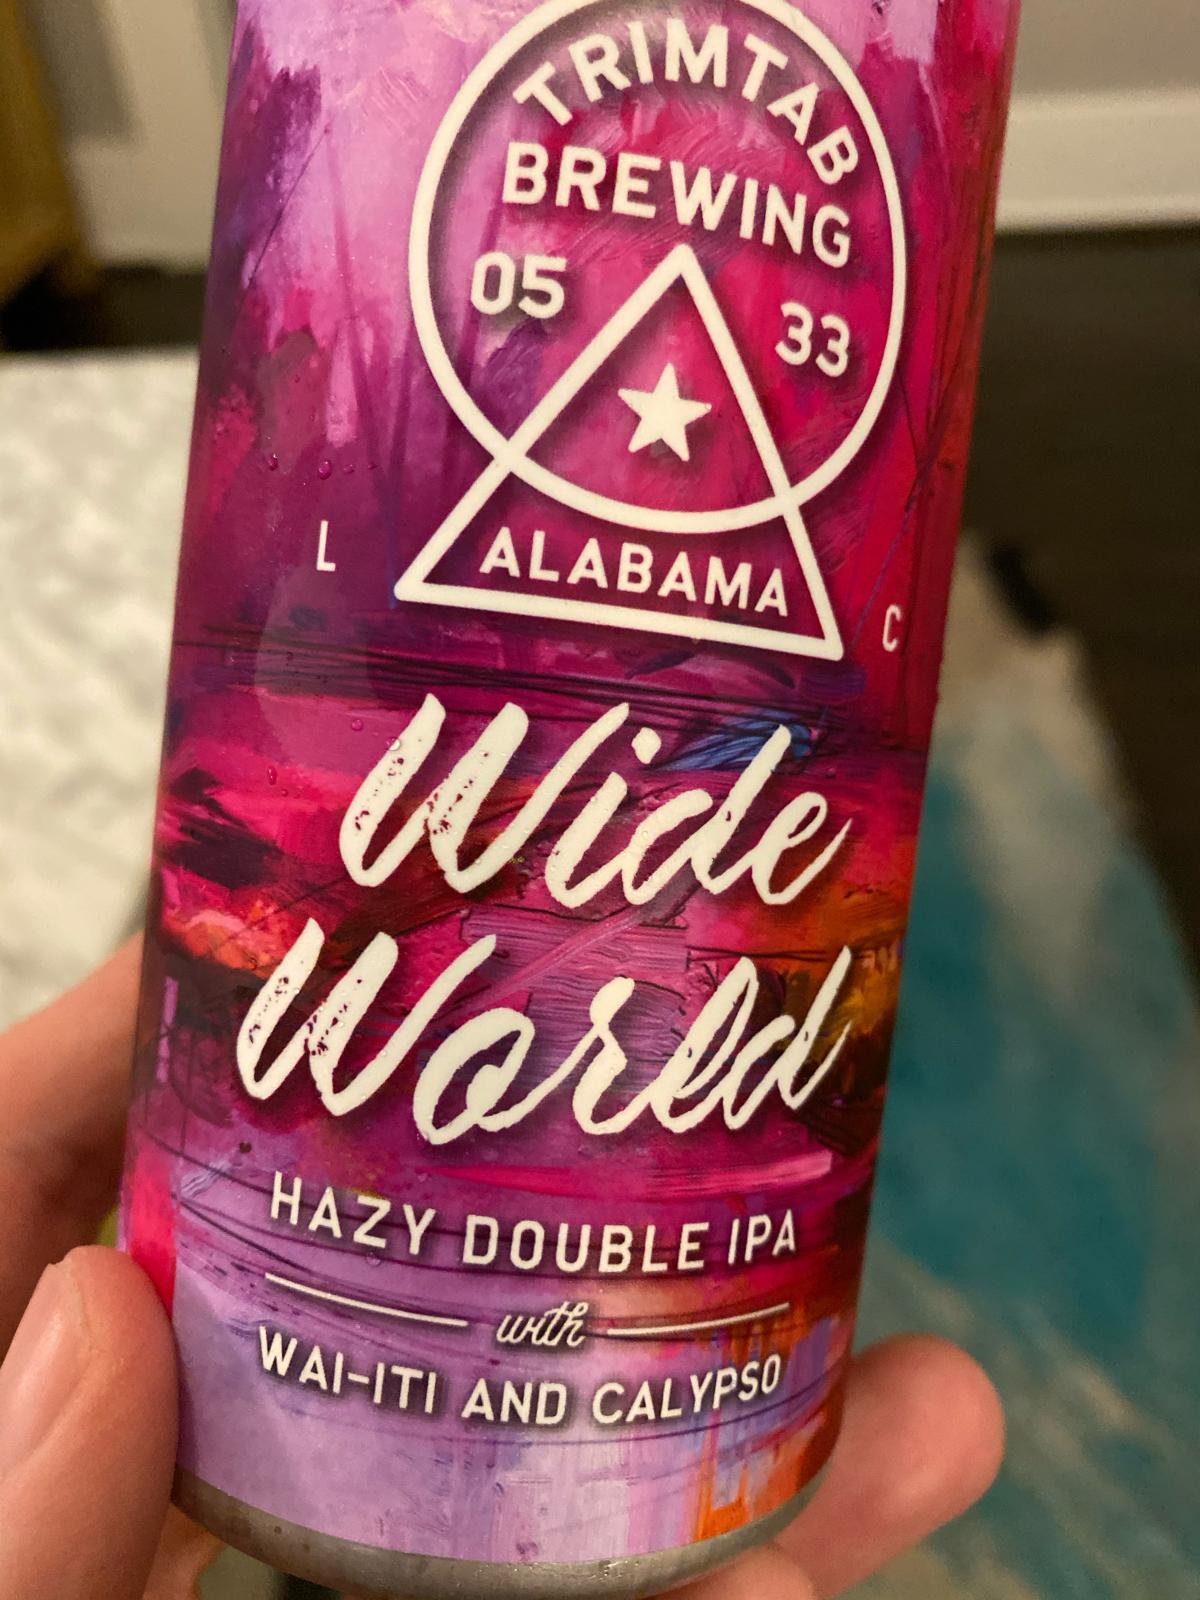 TRIMTAB
BREWING
05 33
ALABAMA
L C
Wide
World
HAZY DOUBLE IPA
with
WAI-ITI AND CALYPSO